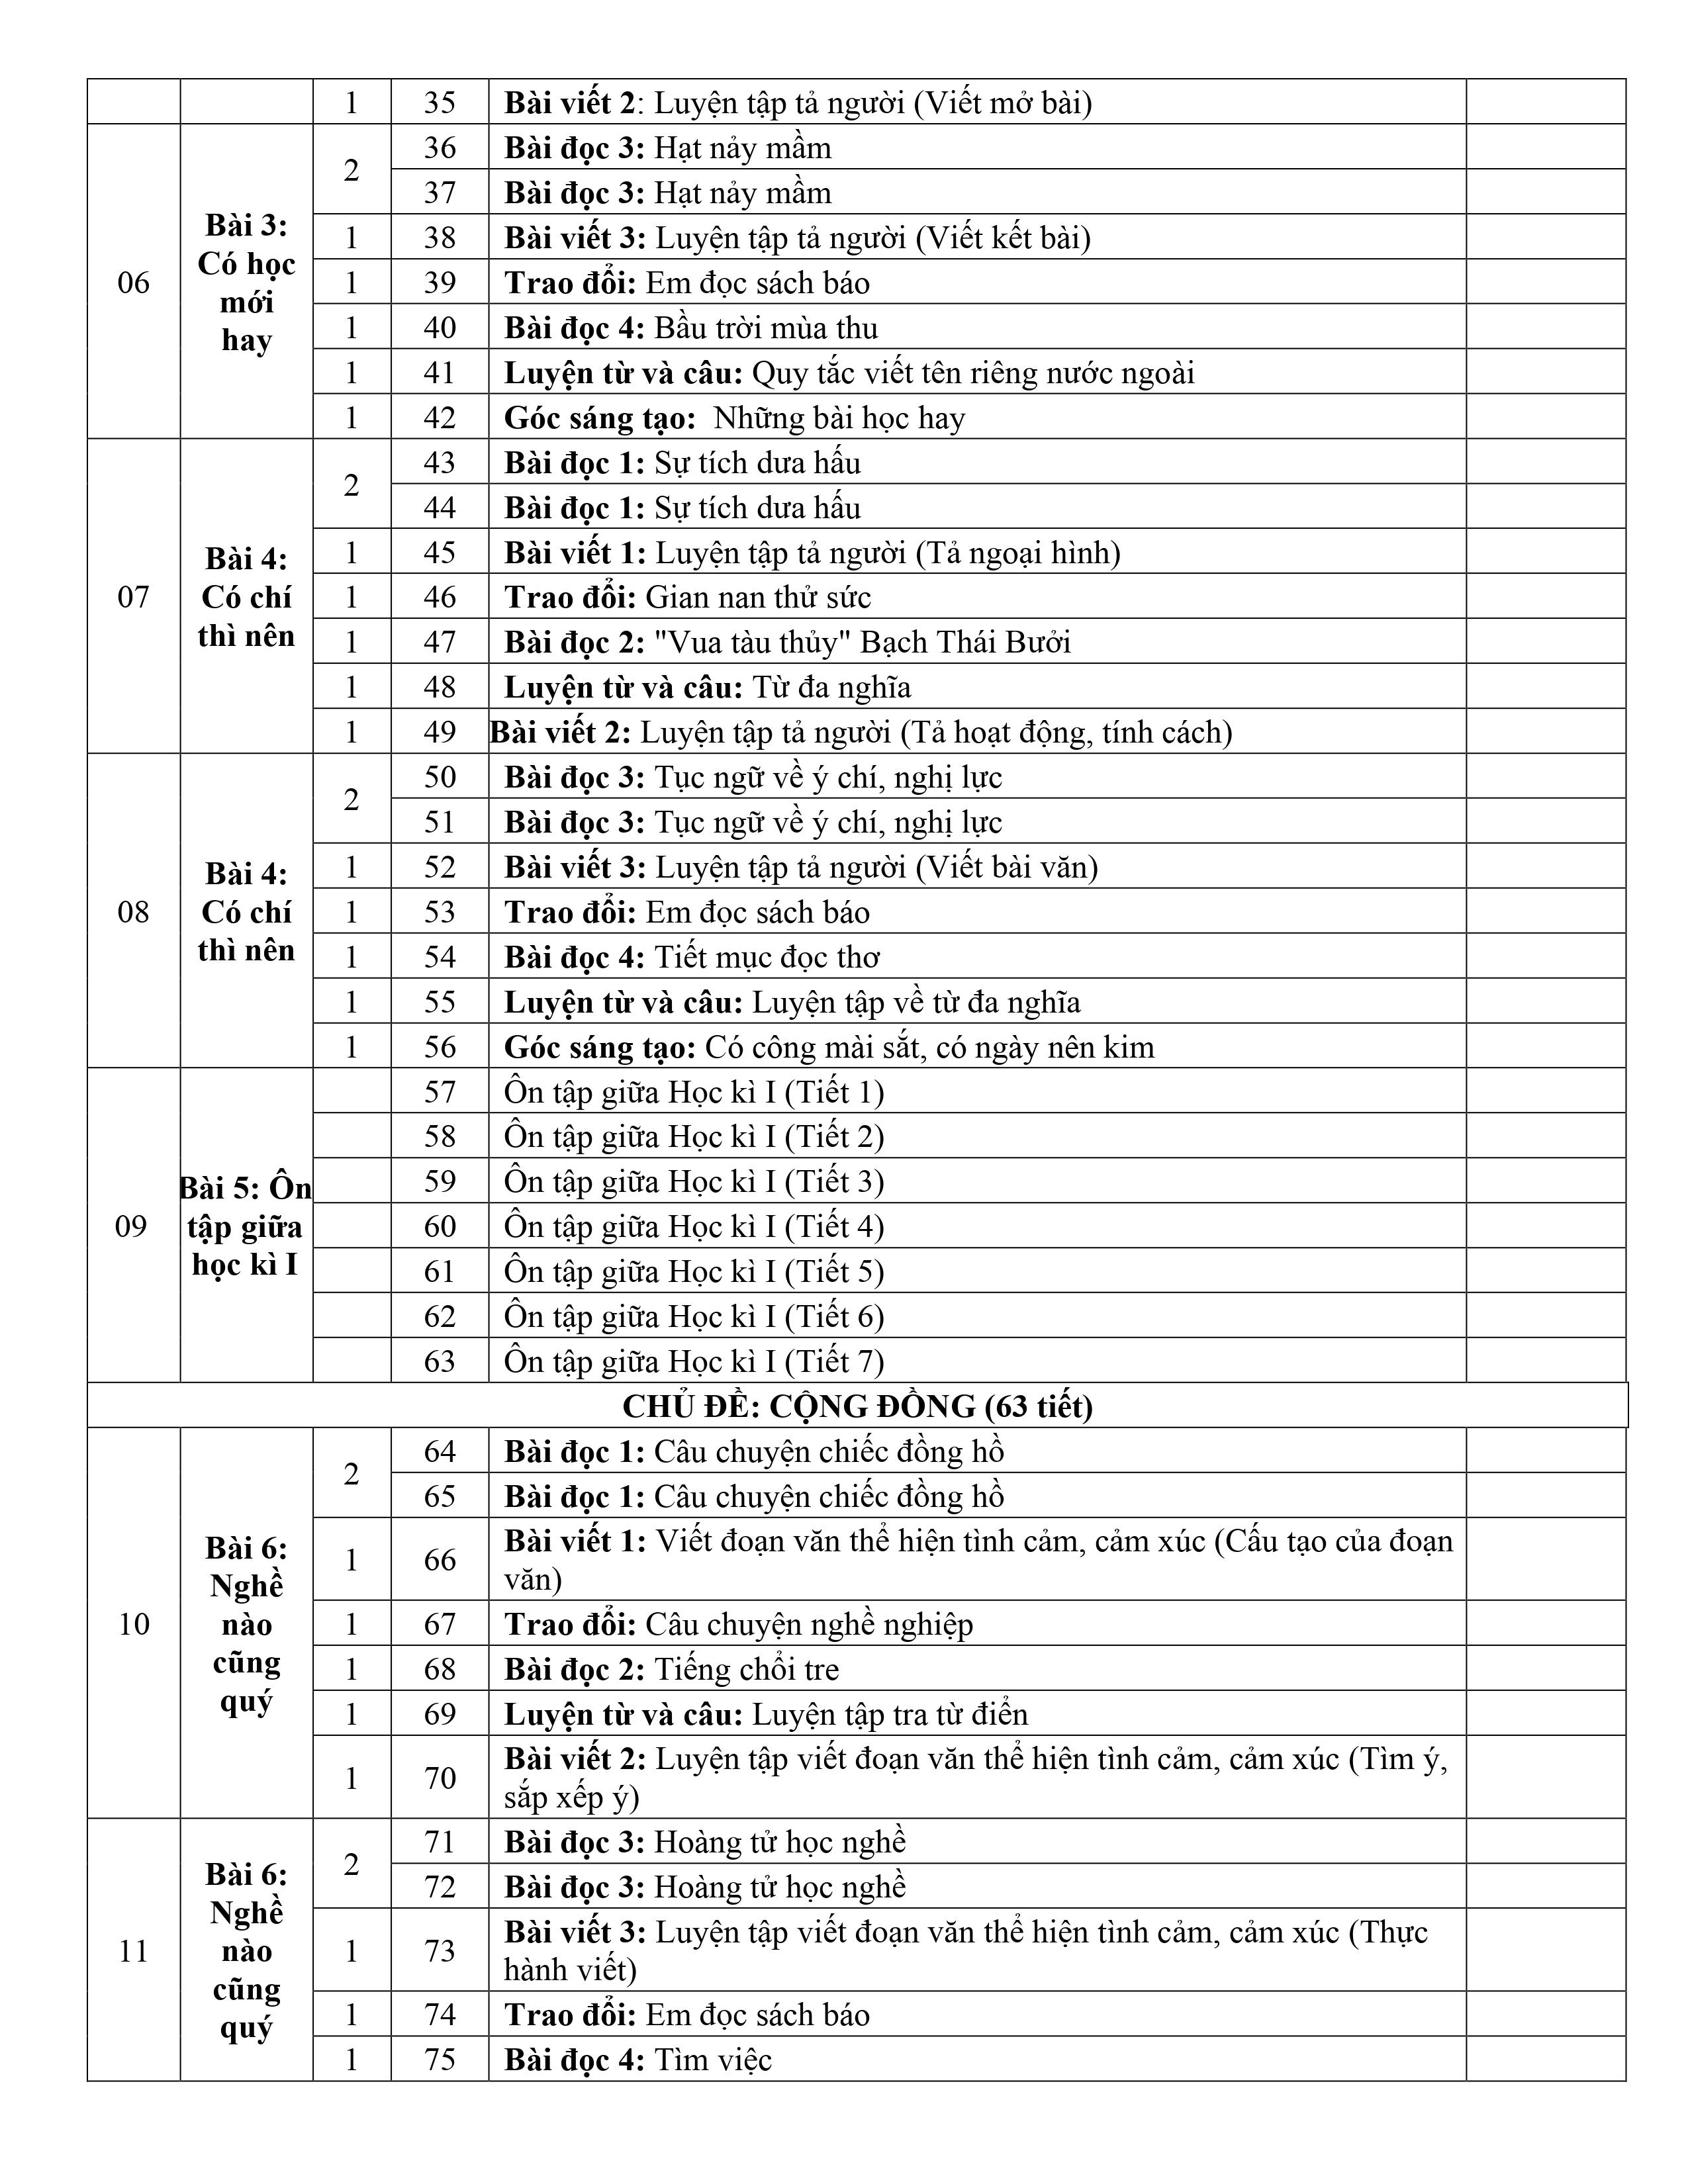 1 35 Bài viết 2: Luyện tập tả người (Viết mở bài)
06
Bài 3:
Có học
mới
hay
2
36 Bài đọc 3: Hạt nảy mầm
37 Bài đọc 3: Hạt nảy mầm
1 38 Bài viết 3: Luyện tập tả người (Viết kết bài)
1 39 Trao đổi: Em đọc sách báo
1 40 Bài đọc 4: Bầu trời mùa thu
1 41 Luyện từ và câu: Quy tắc viết tên riêng nước ngoài
1 42 Góc sáng tạo: Những bài học hay
07
Bài 4:
Có chí
thì nên
2
43 Bài đọc 1: Sự tích dưa hấu
44 Bài đọc 1: Sự tích dưa hấu
1 45 Bài viết 1: Luyện tập tả người (Tả ngoại hình)
1 46 Trao đổi: Gian nan thử sức
1 47 Bài đọc 2: "Vua tàu thủy" Bạch Thái Bưởi
1 48 Luyện từ và câu: Từ đa nghĩa
1 49 Bài viết 2: Luyện tập tả người (Tả hoạt động, tính cách)
08
Bài 4:
Có chí
thì nên
2
50 Bài đọc 3: Tục ngữ về ý chí, nghị lực
51 Bài đọc 3: Tục ngữ về ý chí, nghị lực
1 52 Bài viết 3: Luyện tập tả người (Viết bài văn)
1 53 Trao đổi: Em đọc sách báo
1 54 Bài đọc 4: Tiết mục đọc thơ
1 55 Luyện từ và câu: Luyện tập về từ đa nghĩa
1 56 Góc sáng tạo: Có công mài sắt, có ngày nên kim
09
Bài 5: Ôn
tập giữa
học kì I
57 Ôn tập giữa Học kì I (Tiết 1)
58 Ôn tập giữa Học kì I (Tiết 2)
59 Ôn tập giữa Học kì I (Tiết 3)
60 Ôn tập giữa Học kì I (Tiết 4)
61 Ôn tập giữa Học kì I (Tiết 5)
62 Ôn tập giữa Học kì I (Tiết 6)
63 Ôn tập giữa Học kì I (Tiết 7)
CHỦ ĐỀ: CỘNG ĐỒNG (63 tiết)
10
Bài 6:
Nghề
nào
cũng
quý
2
64 Bài đọc 1: Câu chuyện chiếc đồng hồ
65 Bài đọc 1: Câu chuyện chiếc đồng hồ
1 66 Bài viết 1: Viết đoạn văn thể hiện tình cảm, cảm xúc (Cấu tạo của đoạn
văn)
1 67 Trao đổi: Câu chuyện nghề nghiệp
1 68 Bài đọc 2: Tiếng chổi tre
1 69 Luyện từ và câu: Luyện tập tra từ điển
1 70 Bài viết 2: Luyện tập viết đoạn văn thể hiện tình cảm, cảm xúc (Tìm ý,
sắp xếp ý)
11
Bài 6:
Nghề
nào
cũng
quý
2
71 Bài đọc 3: Hoàng tử học nghề
72 Bài đọc 3: Hoàng tử học nghề
1 73 Bài viết 3: Luyện tập viết đoạn văn thể hiện tình cảm, cảm xúc (Thực
hành viết)
1 74 Trao đổi: Em đọc sách báo
1 75 Bài đọc 4: Tìm việc